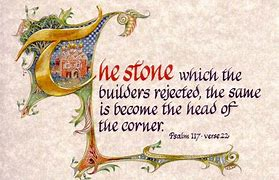 The stone which the
builders rejected, the same
is become the head of
the corner.
Psalm 117 · verse 22